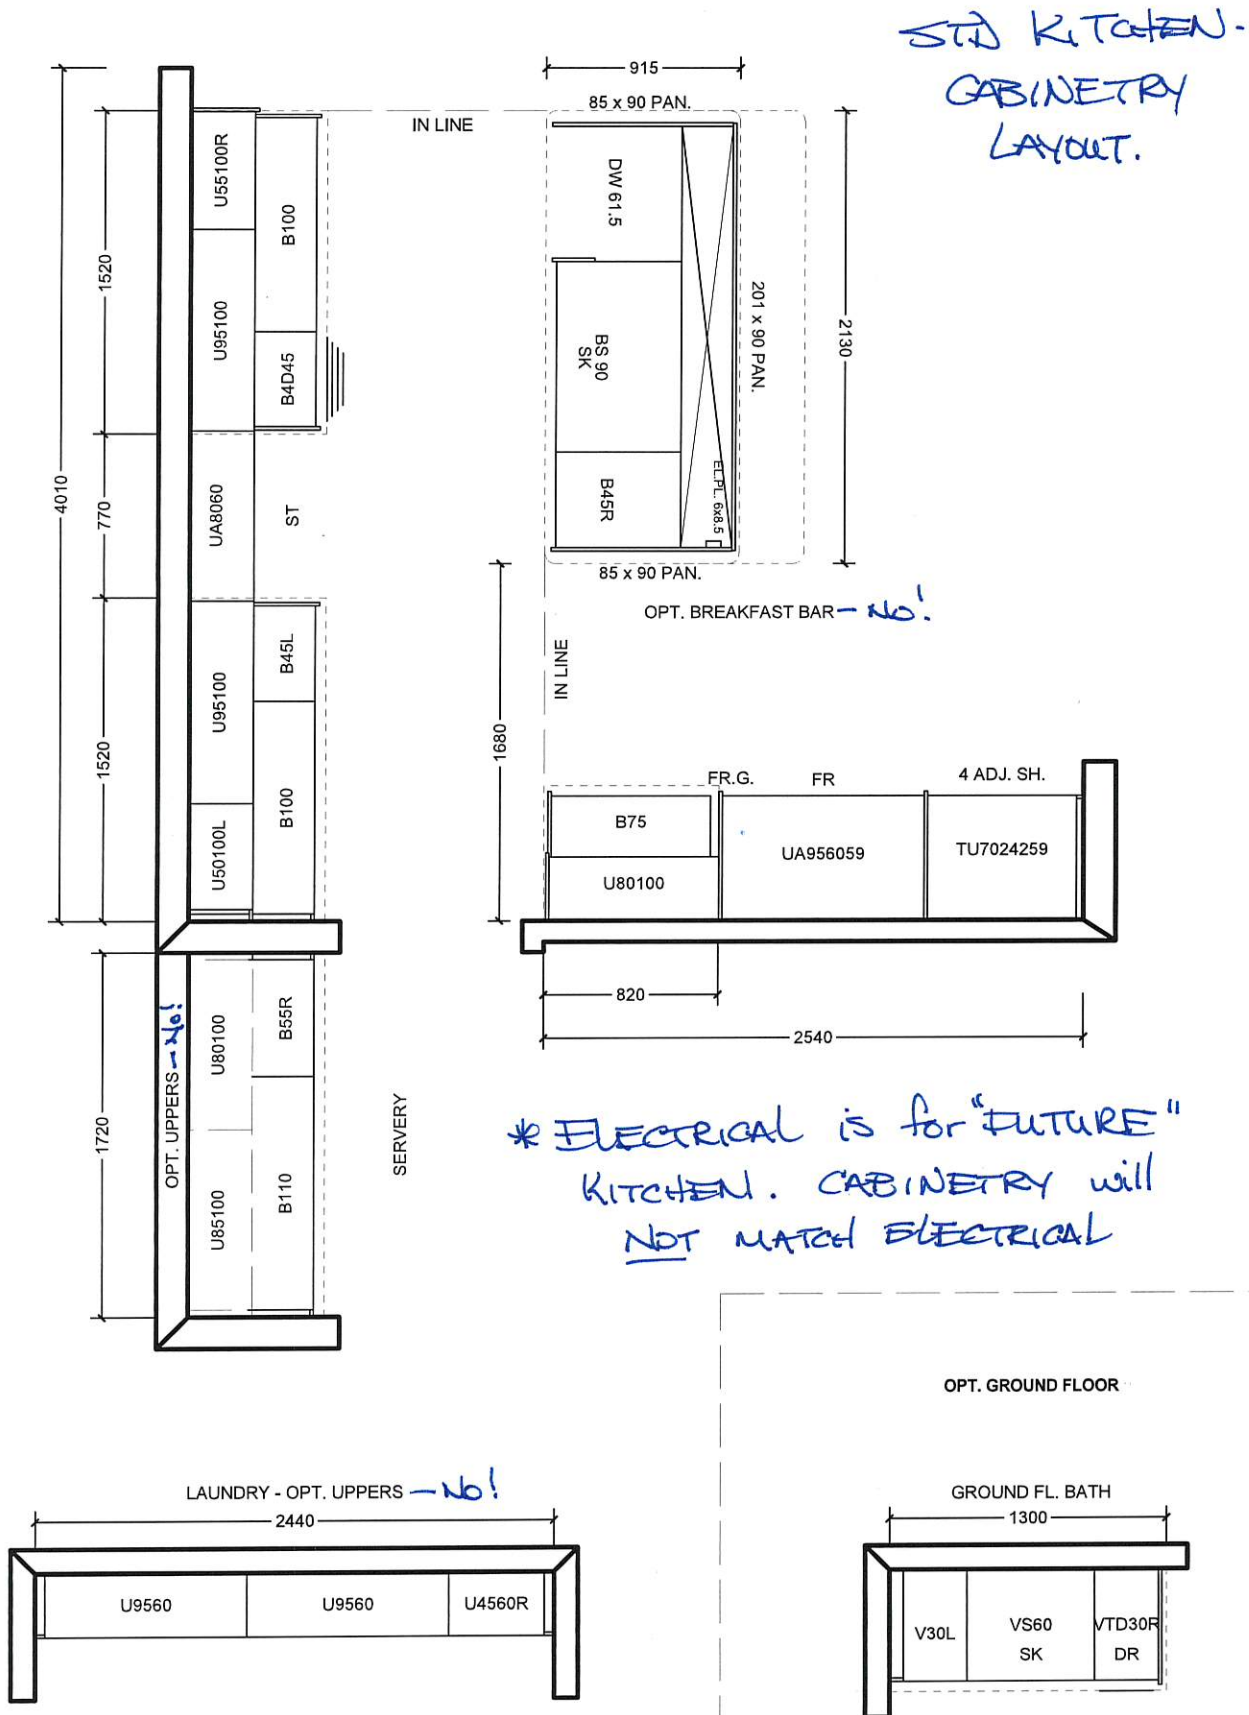 STD KITCHEN-
CABINETRY
LAYOUT.
915
85 x 90 PAN.
IN LINE
4010
1520
U55100R
B100
U95100
B4D45
DW 61.5
BS 90
SK
201 x 90 PAN.
2130
770
UA8060
ST
B45R
EL.PL. 6x8.5
85 x 90 PAN.
OPT. BREAKFAST BAR - NO!
1520
U95100
B45L
IN LINE
1680
U50100L
B100
FR.G.
FR
4 ADJ. SH.
B75
U80100
UA956059
TU7024259
820
2540
1720
OPT. UPPERS - NO!
U80100
B55R
U85100
B110
SERVERY
* ELECTRICAL is for "FUTURE"
KITCHEN. CABINETRY will
NOT MATCH ELECTRICAL
OPT. GROUND FLOOR
LAUNDRY - OPT. UPPERS - NO!
2440
U9560
U9560
U4560R
GROUND FL. BATH
1300
V30L
VS60
SK
VTD30R
DR